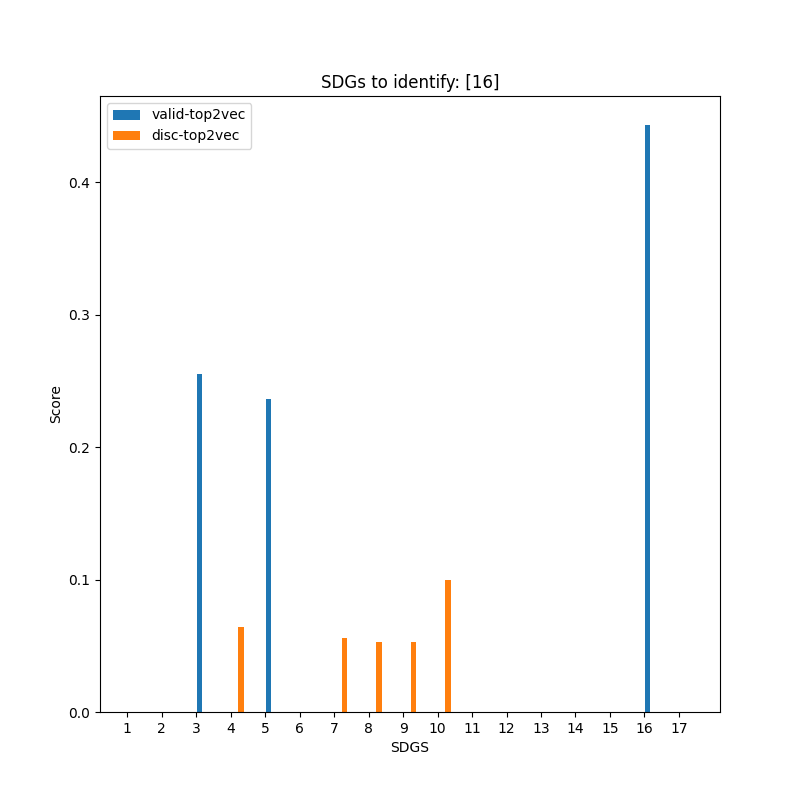 SDGs to identify: [16]
valid-top2vec
disc-top2vec
0.4
0.3
0.2
0.1
0.0
Score
1 2 3 4 5 6 7 8 9 10 11 12 13 14 15 16 17
SDGS